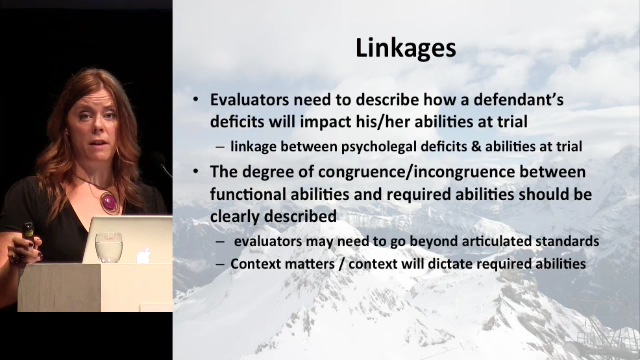 Linkages
• Evaluators need to describe how a defendant's
deficits will impact his/her abilities at trial
– linkage between psycholegal deficits & abilities at trial
• The degree of congruence/incongruence between
functional abilities and required abilities should be
clearly described
– evaluators may need to go beyond articulated standards
– Context matters / context will dictate required abilities